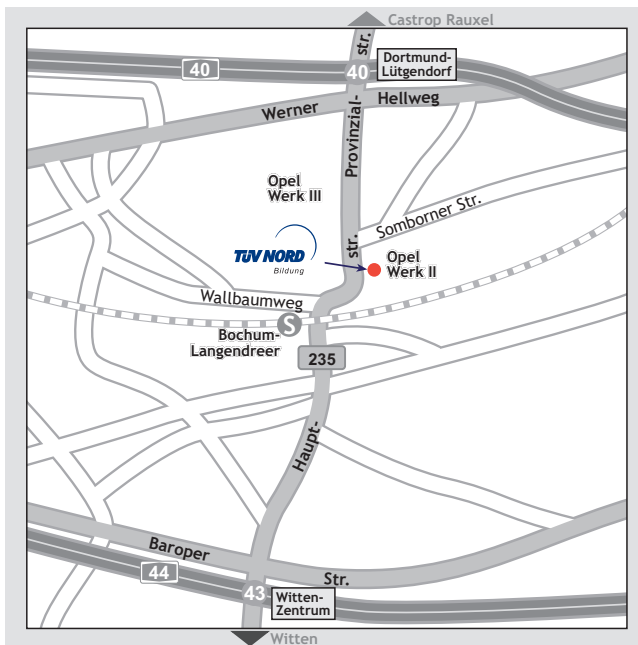 Castrop Rauxel
str.
Dortmund-
Lütgendorf
40
40
Werner
Hellweg
Provinzial-
Opel
Werk III
Somborner Str.
str.
TÜV NORD
Bildung
Opel
Werk II
Wallbaumweg
S
Bochum-
Langendreer
235
Haupt-
Baroper
Str.
44
43
Witten-
Zentrum
Witten